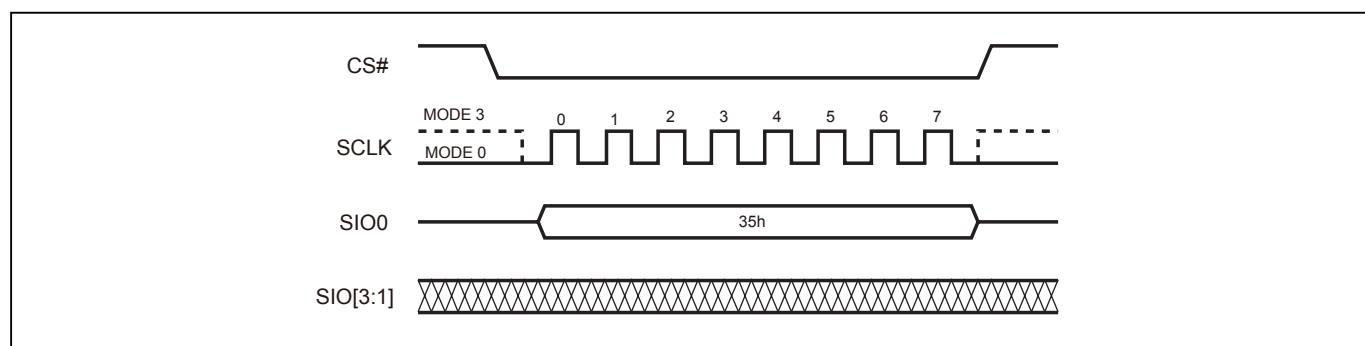 CS#
MODE 3
0 1 2 3 4 5 6 7
SCLK
MODE 0
SIO0
35h
SIO[3:1]